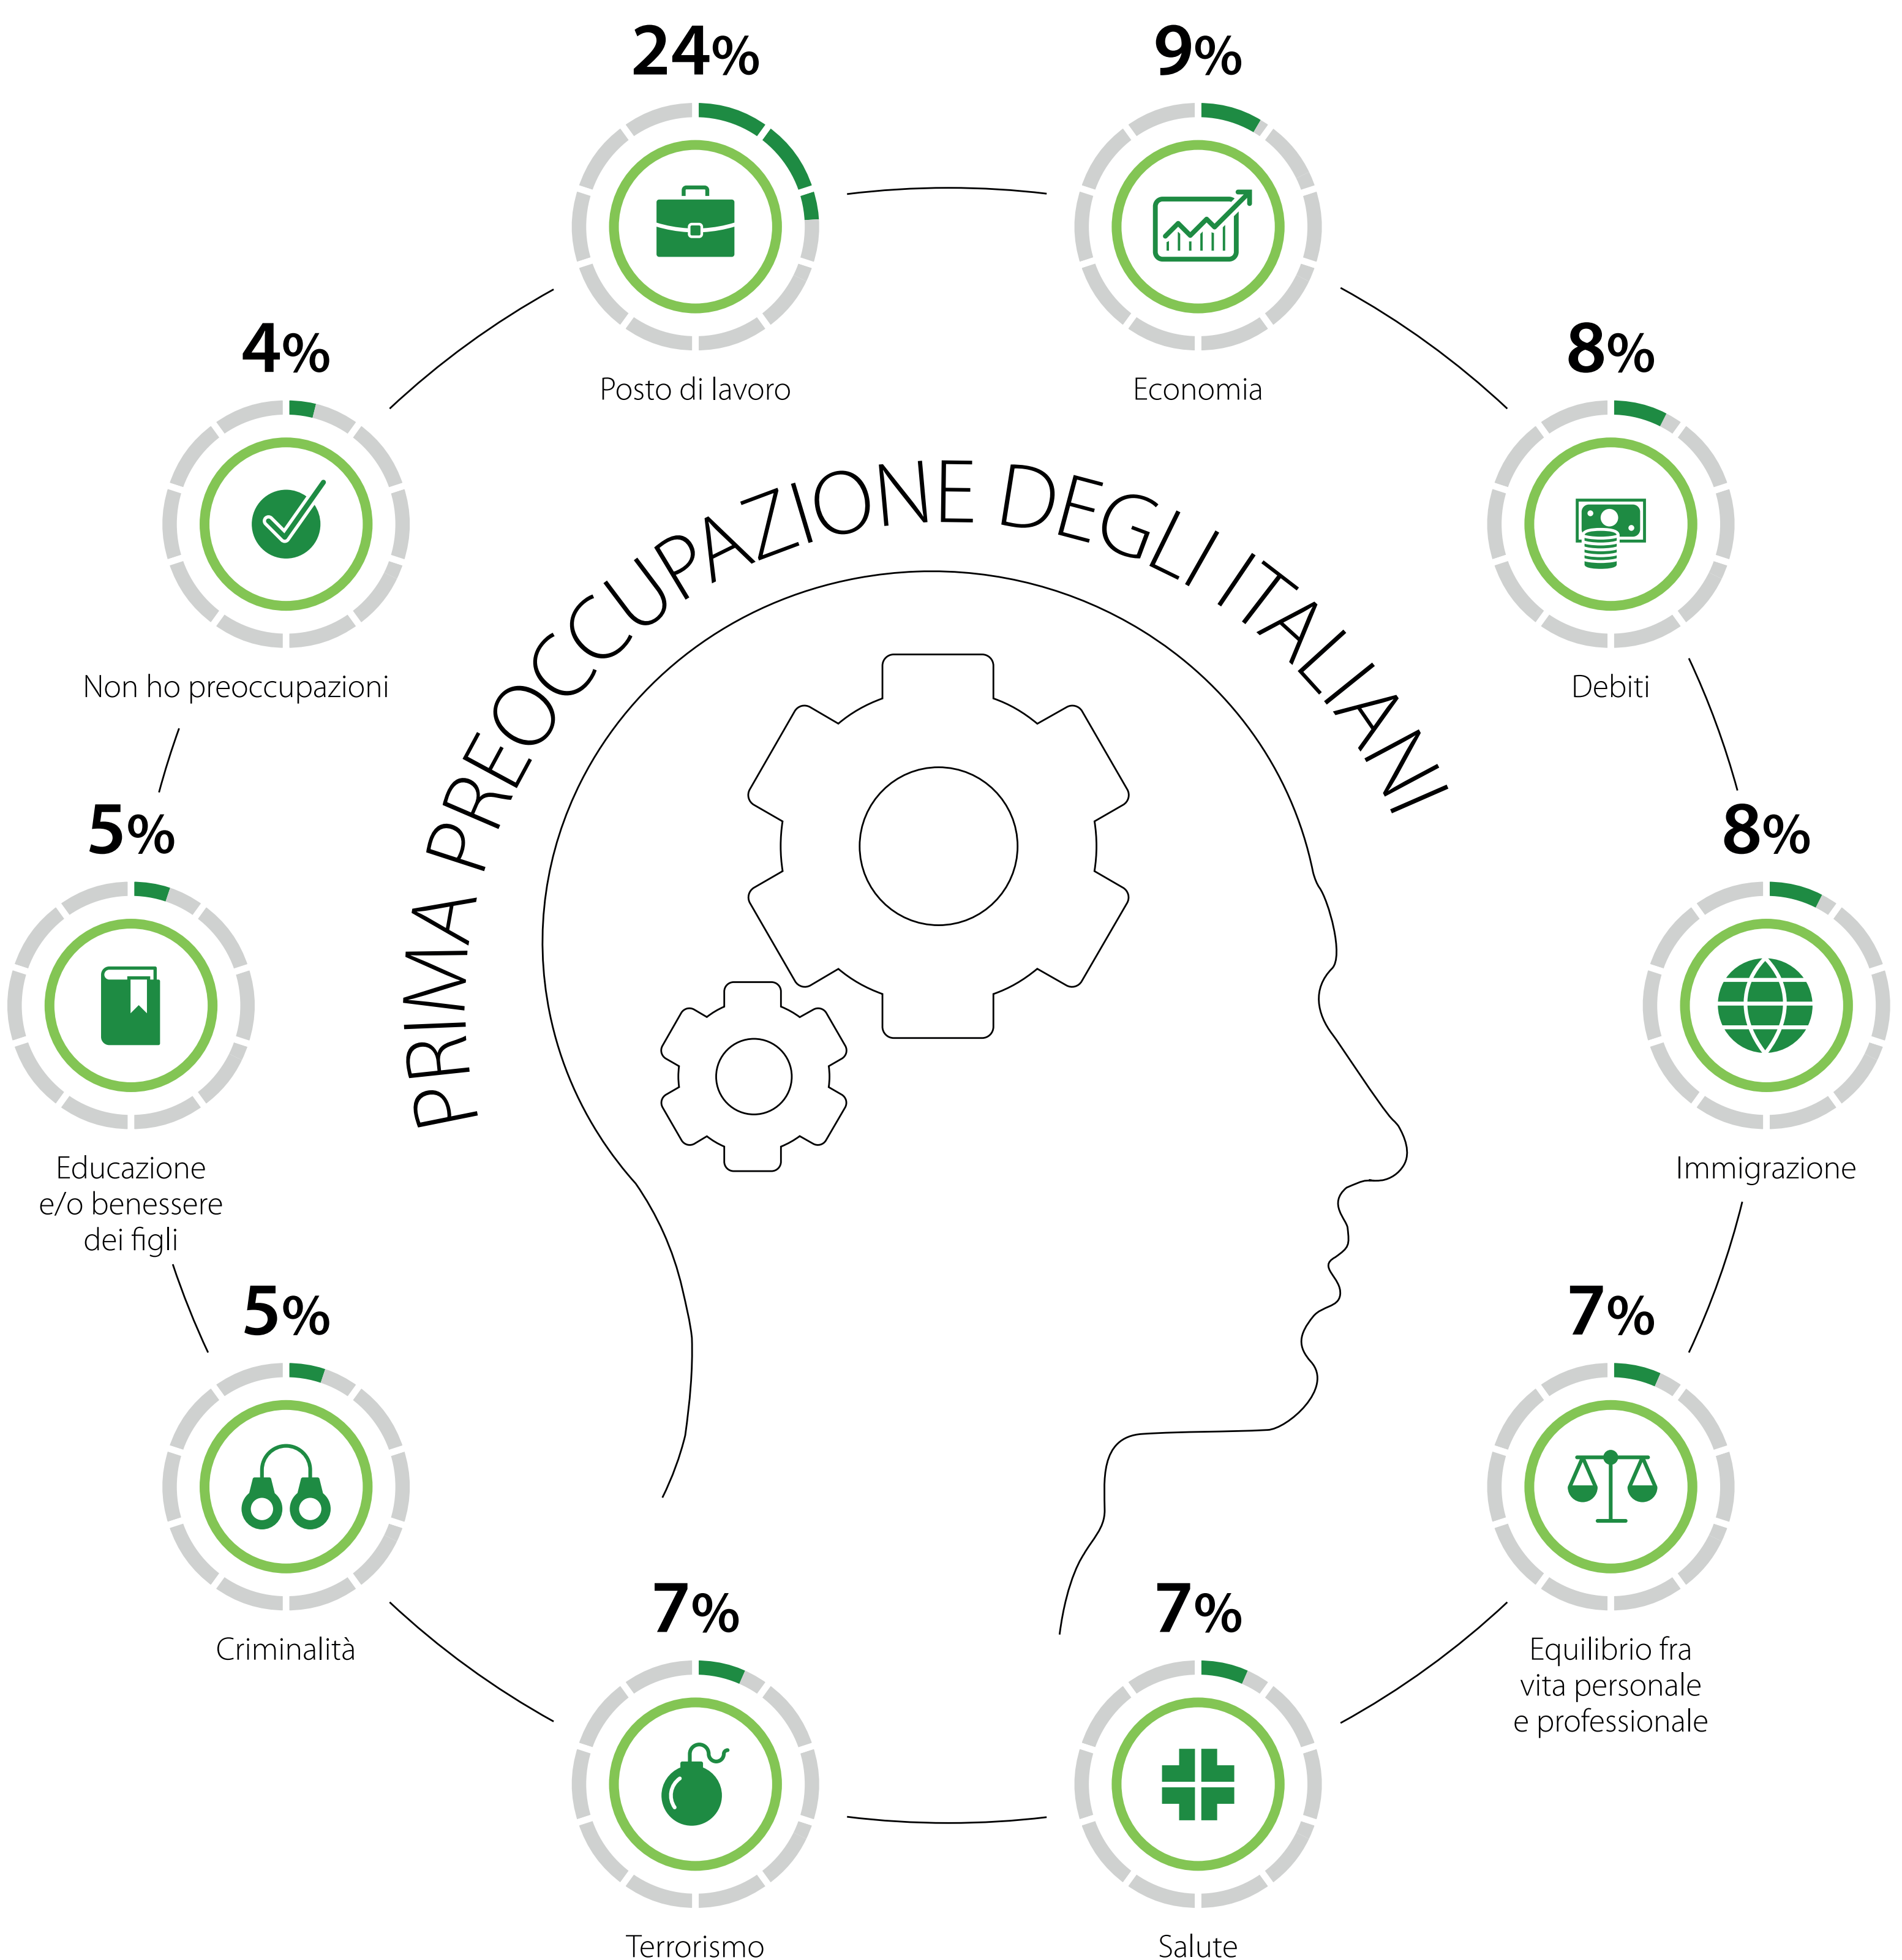 PRIMA PREOCCUPAZIONE DEGLI ITALIANI
24%
Posto di lavoro
9%
Economia
8%
Debiti
8%
Immigrazione
7%
Equilibrio fra
vita personale
e professionale
7%
Salute
7%
Terrorismo
5%
Criminalità
5%
Educazione
e/o benessere
dei figli
4%
Non ho preoccupazioni